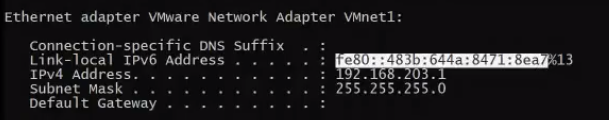 Ethernet adapter VMware Network Adapter VMnet1:
Connection-specific DNS Suffix  . :
Link-local IPv6 Address . . . . . : fe80::483b:644a:8471:8ea7%13
IPv4 Address. . . . . . . . . . . : 192.168.203.1
Subnet Mask . . . . . . . . . . . : 255.255.255.0
Default Gateway . . . . . . . . . :